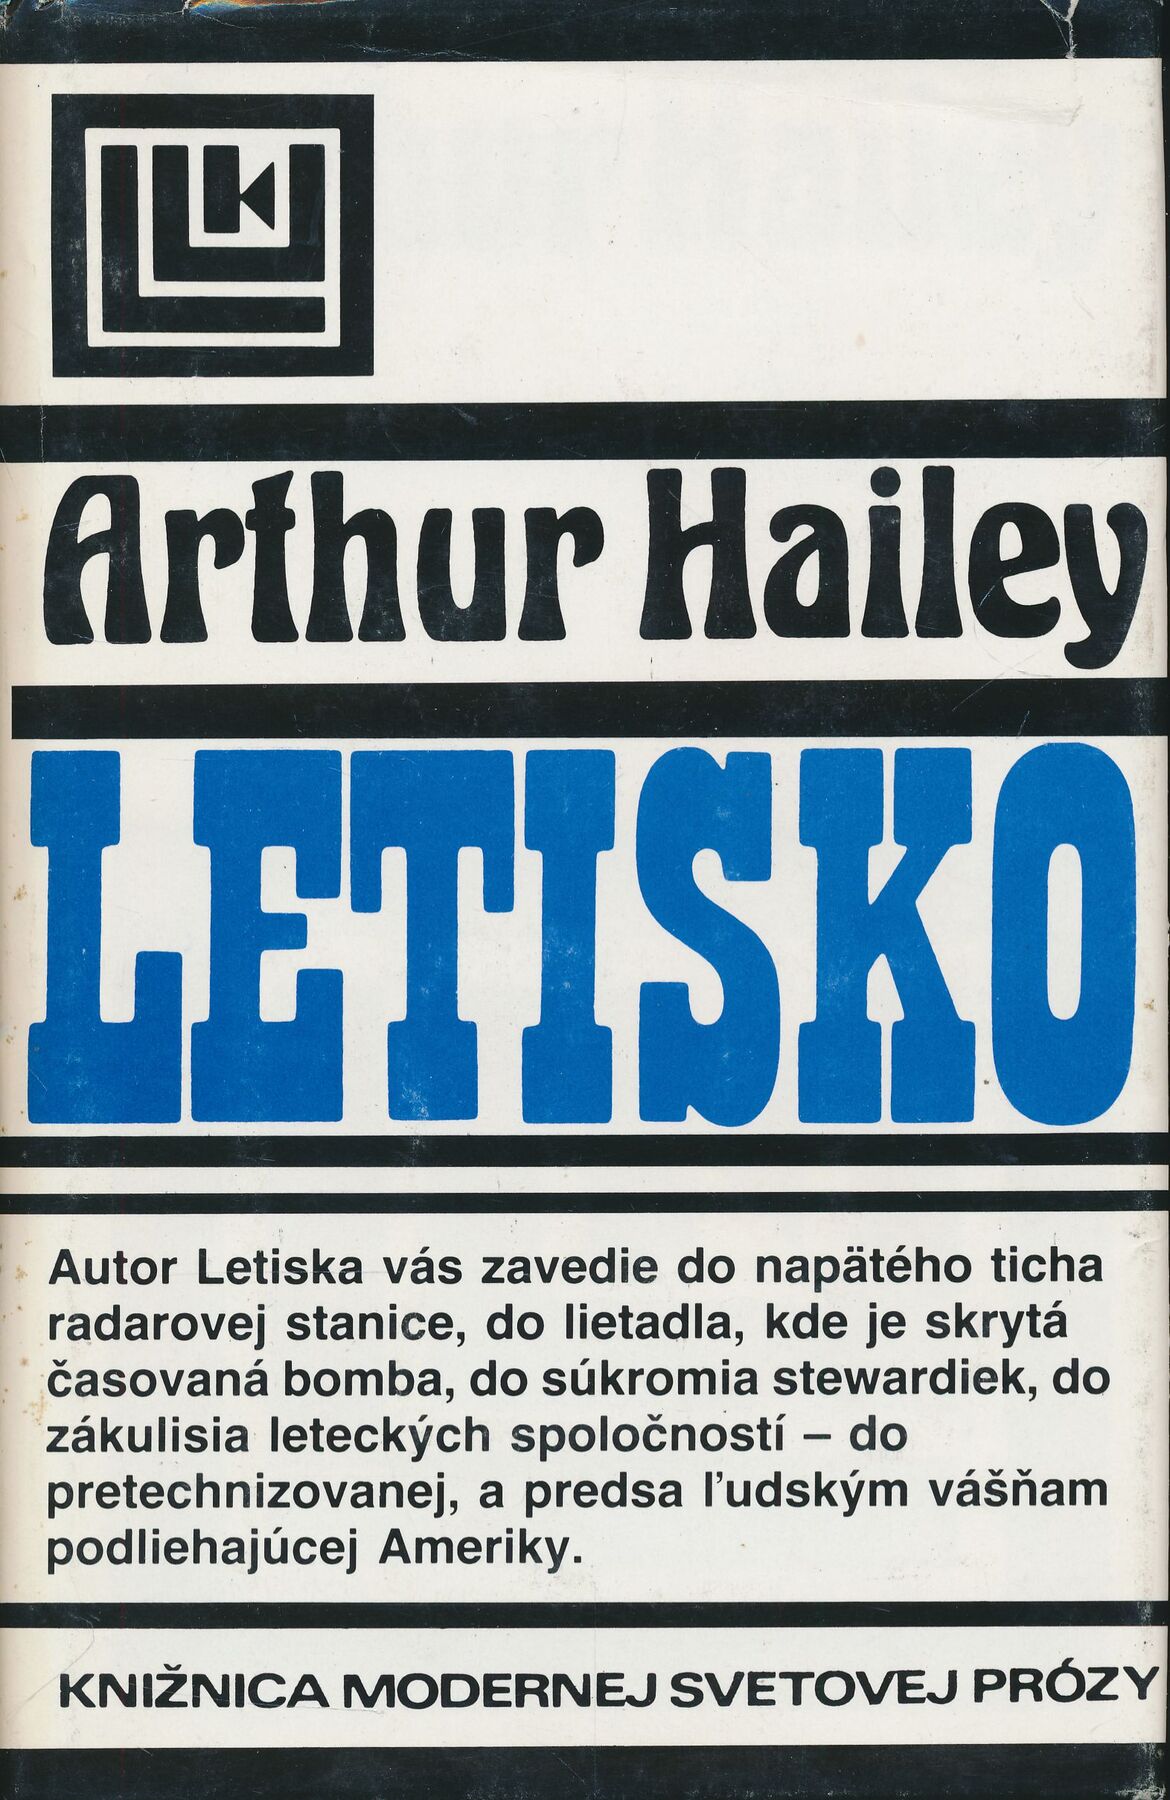 Arthur Hailey
LETISKO
Autor Letiska vás zavedie do napätého ticha
radarovej stanice, do lietadla, kde je skrytá
časovaná bomba, do súkromia stewardiek, do
zákulisia leteckých spoločností – do
pretechnizovanej, a predsa ľudským vášňam
podliehajúcej Ameriky.
KNIŽNICA MODERNEJ SVETOVEJ PRÓZY